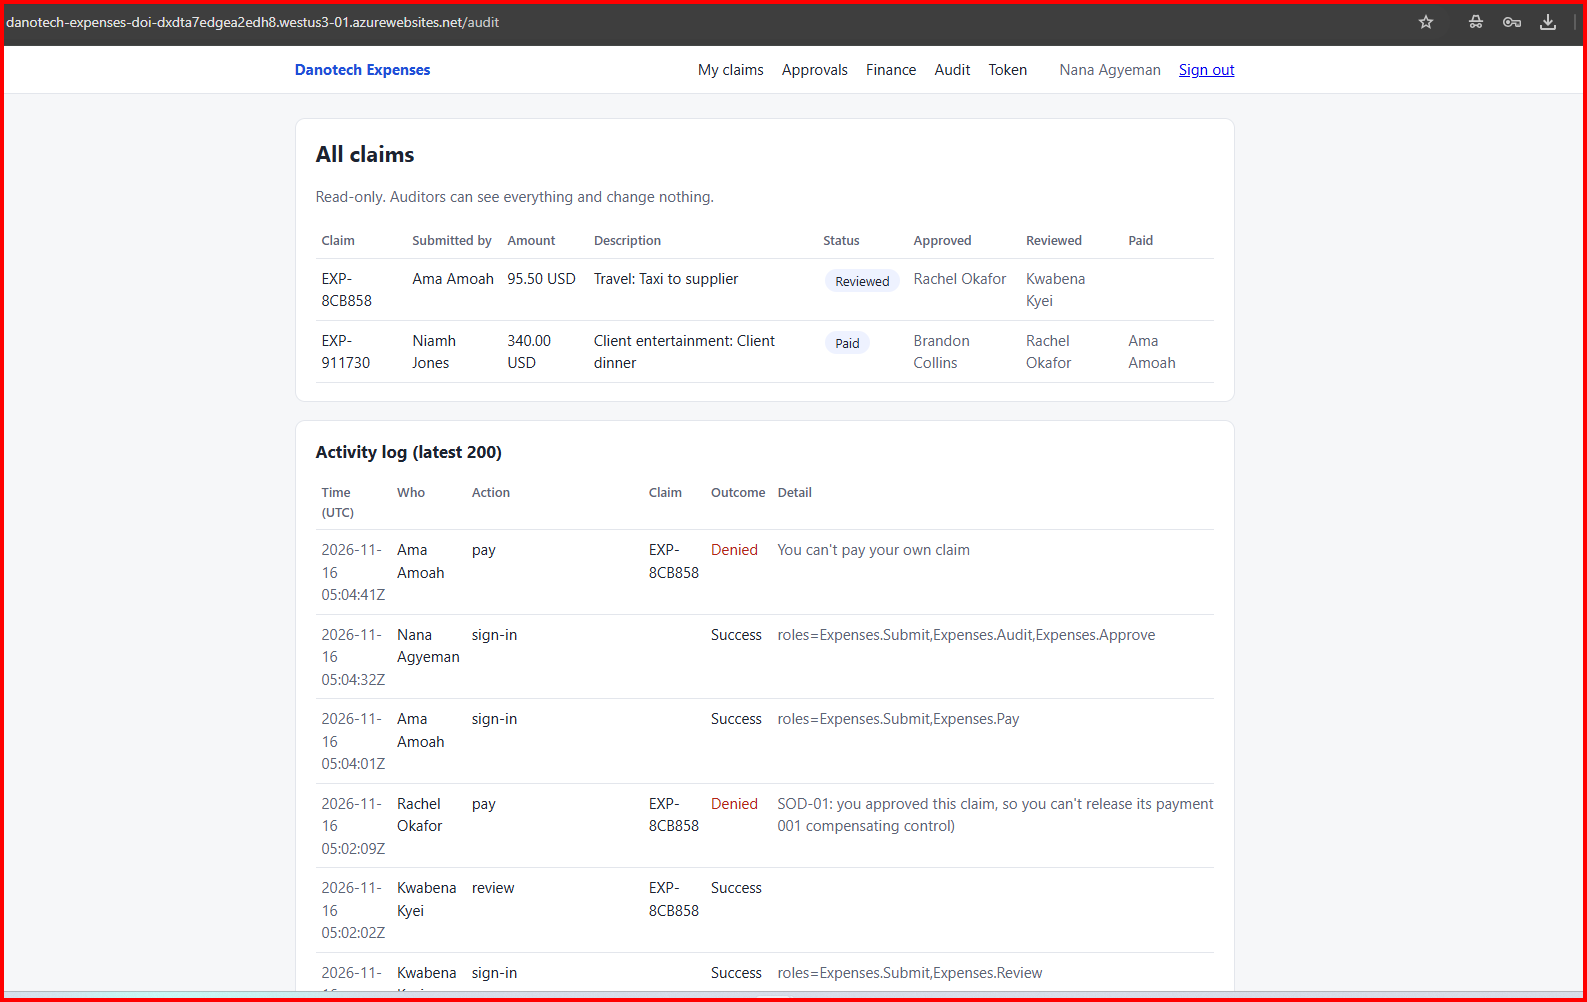 danotech-expenses-doi-dxdta7edgea2edh8.westus3-01.azurewebsites.net/audit
Danotech Expenses My claims Approvals Finance Audit Token Nana Agyeman Sign out
All claims
Read-only. Auditors can see everything and change nothing.
Claim Submitted by Amount Description Status Approved Reviewed Paid
EXP- Ama Amoah 95.50 USD Travel: Taxi to supplier Reviewed Rachel Okafor Kwabena
8CB858 Kyei
EXP- Niamh 340.00 Client entertainment: Client Paid Brandon Rachel Ama
911730 Jones USD dinner Collins Okafor Amoah
Activity log (latest 200)
Time Who Action Claim Outcome Detail
(UTC)
2026-11- Ama pay EXP- Denied You can't pay your own claim
16 Amoah 8CB858
05:04:41Z
2026-11- Nana sign-in Success roles=Expenses.Submit,Expenses.Audit,Expenses.Approve
16 Agyeman
05:04:32Z
2026-11- Ama sign-in Success roles=Expenses.Submit,Expenses.Pay
16 Amoah
05:04:01Z
2026-11- Rachel pay EXP- Denied SOD-01: you approved this claim, so you can't release its payment
16 Okafor 8CB858 001 compensating control)
05:02:09Z
2026-11- Kwabena review EXP- Success
16 Kyei 8CB858
05:02:02Z
2026-11- Kwabena sign-in Success roles=Expenses.Submit,Expenses.Review